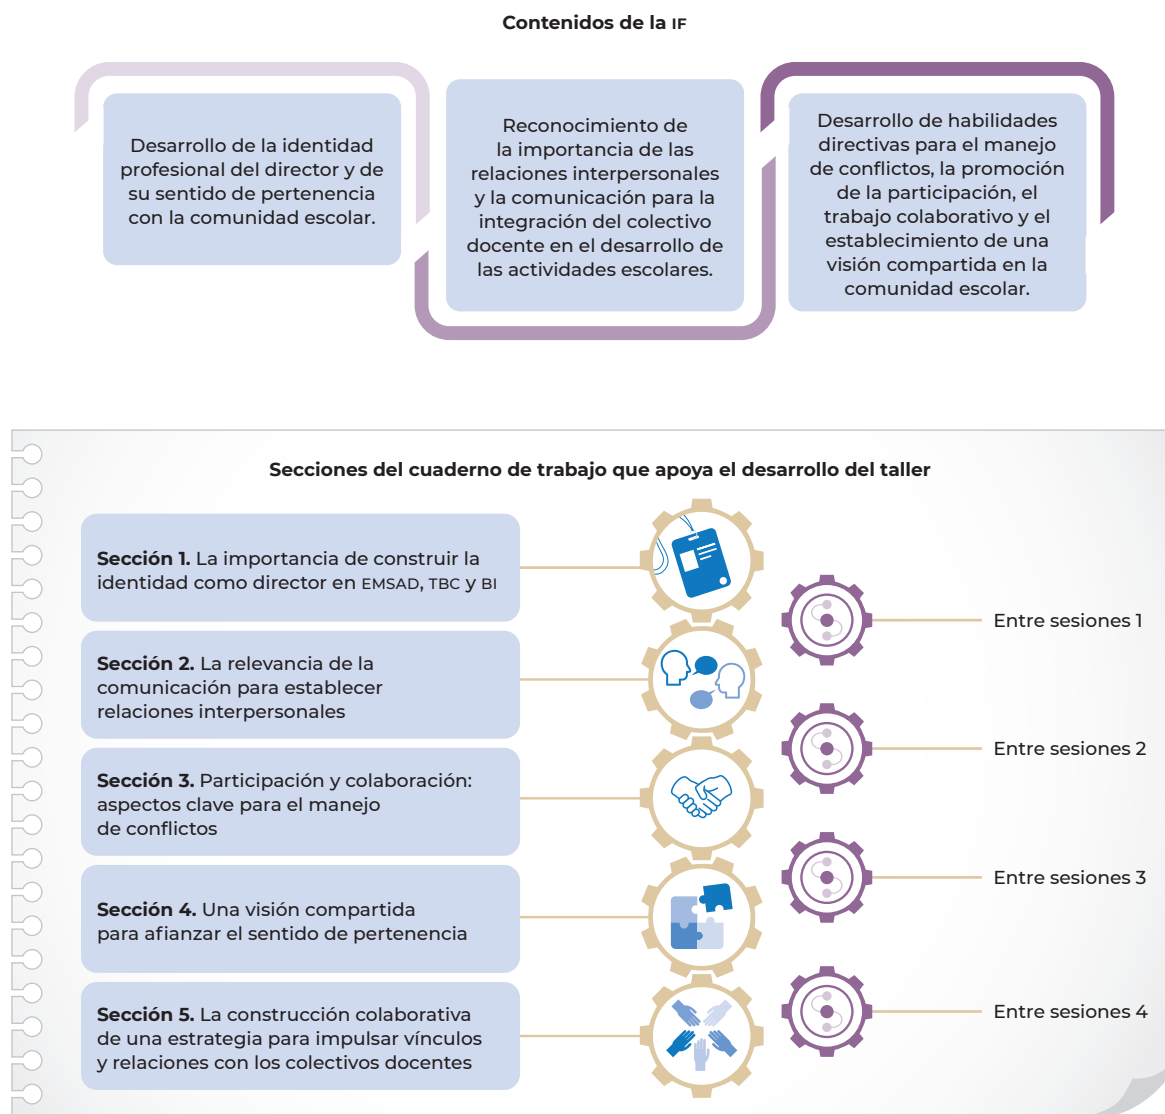 Contenidos de la IF
Desarrollo de la identidad
profesional del director y de
su sentido de pertenencia
con la comunidad escolar.
Reconocimiento de
la importancia de las
relaciones interpersonales
y la comunicación para la
integración del colectivo
docente en el desarrollo de
las actividades escolares.
Desarrollo de habilidades
directivas para el manejo
de conflictos, la promoción
de la participación, el
trabajo colaborativo y el
establecimiento de una
visión compartida en la
comunidad escolar.
Secciones del cuaderno de trabajo que apoya el desarrollo del taller
Sección 1. La importancia de construir la
identidad como director en EMSAD, TBC y BI
Entre sesiones 1
Sección 2. La relevancia de la
comunicación para establecer
relaciones interpersonales
Entre sesiones 2
Sección 3. Participación y colaboración:
aspectos clave para el manejo
de conflictos
Entre sesiones 3
Sección 4. Una visión compartida
para afianzar el sentido de pertenencia
Entre sesiones 4
Sección 5. La construcción colaborativa
de una estrategia para impulsar vínculos
y relaciones con los colectivos docentes